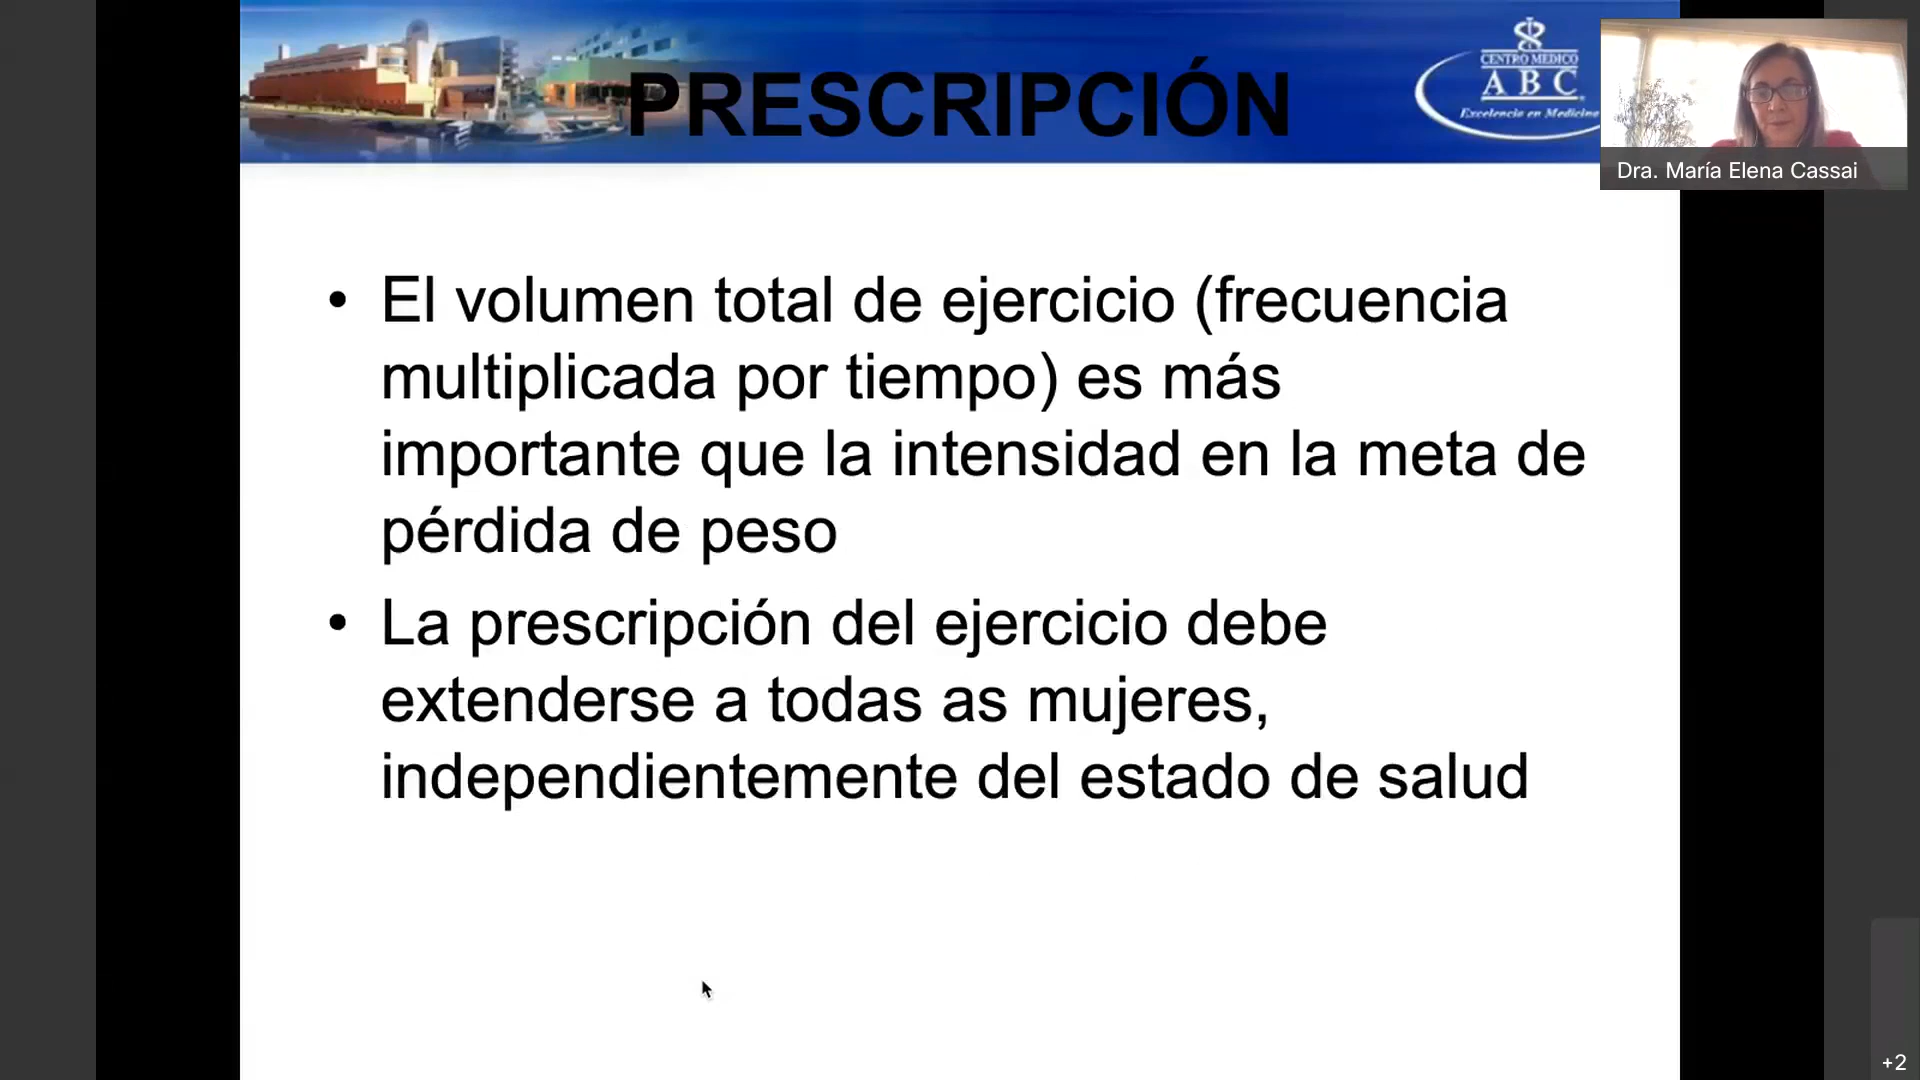 PRESCRIPCIÓN
CENTRO MEDICO
ABC
Excelencia en Medicina
Dra. María Elena Cassai
• El volumen total de ejercicio (frecuencia
multiplicada por tiempo) es más
importante que la intensidad en la meta de
pérdida de peso
• La prescripción del ejercicio debe
extenderse a todas as mujeres,
independientemente del estado de salud
+2